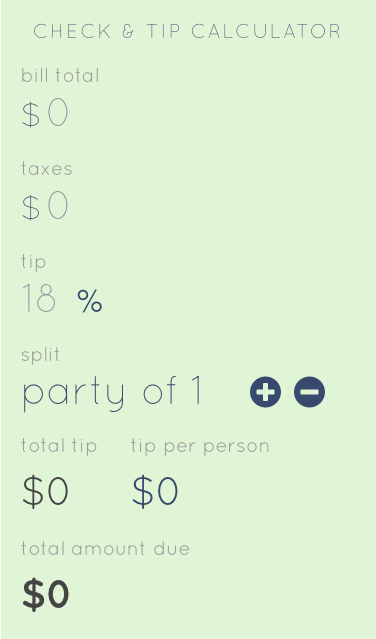 CHECK & TIP CALCULATOR
bill total
$0
taxes
$0
tip
18 %
split
party of 1
total tip tip per person
$0 $0
total amount due
$0